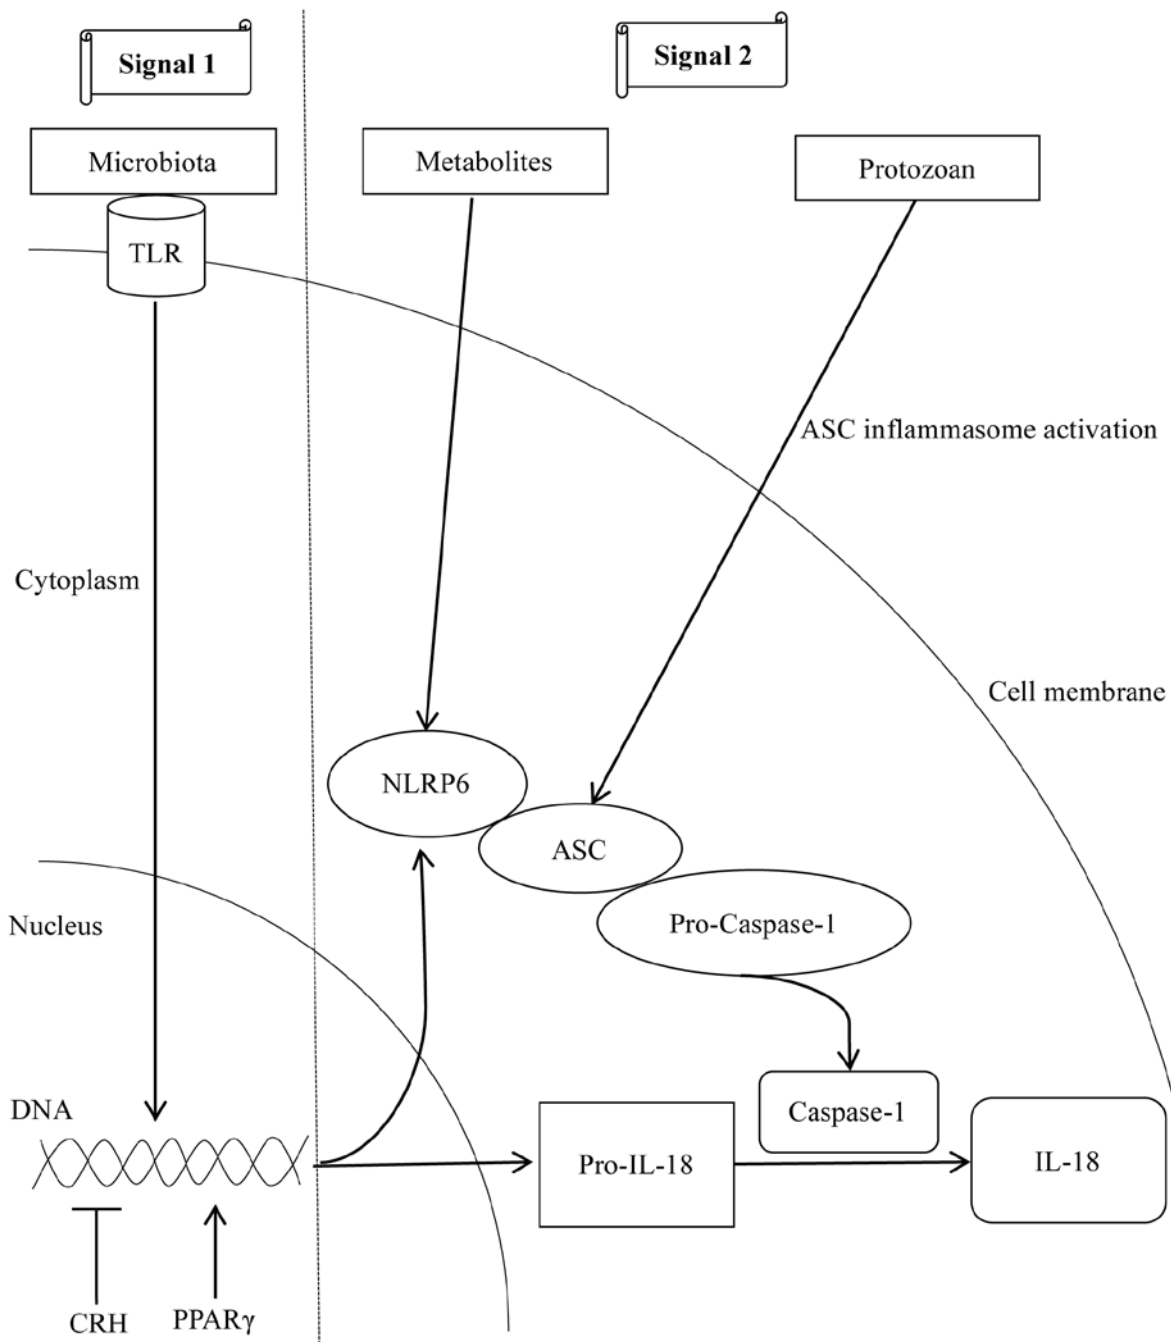 Signal 1
Signal 2
Microbiota
Metabolites
Protozoan
TLR
ASC inflammasome activation
Cytoplasm
Cell membrane
NLRP6
ASC
Pro-Caspase-1
Nucleus
DNA
Caspase-1
Pro-IL-18
IL-18
CRH
PPARγ